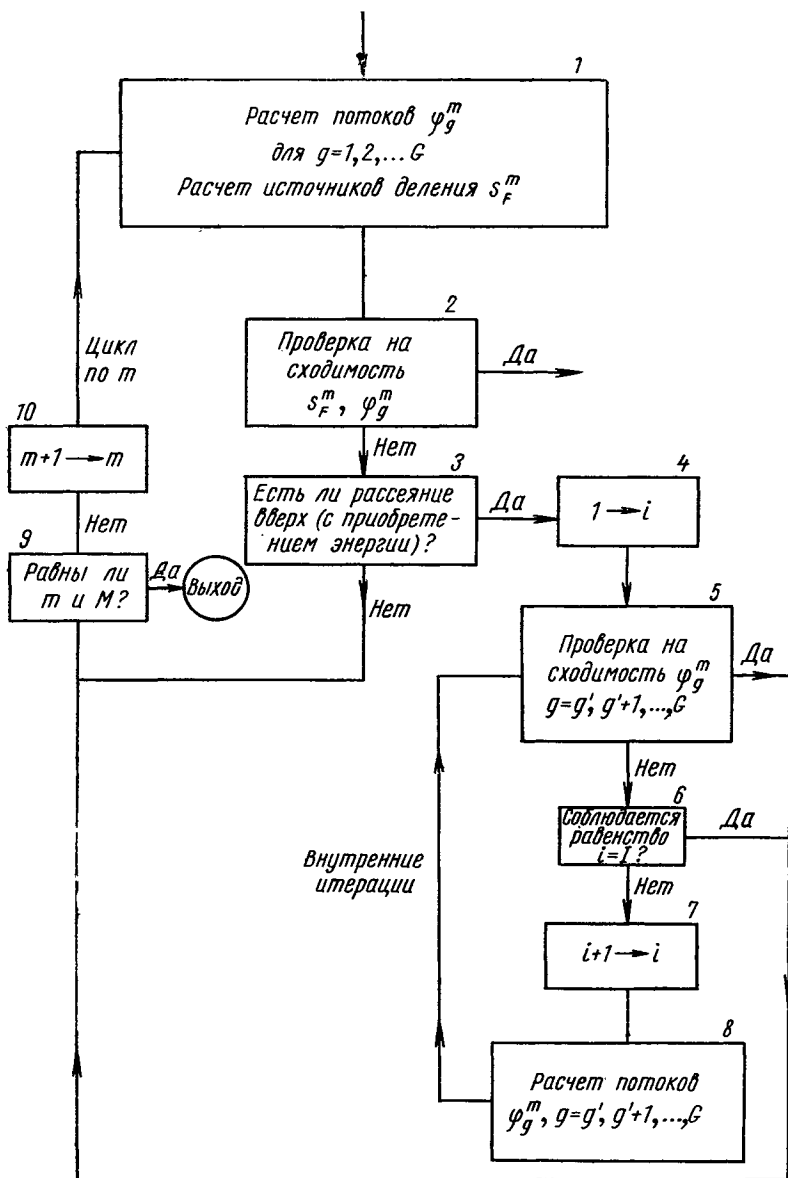 1
Расчет потоков φ_g^m
для g=1,2,...G
Расчет источников деления s_F^m
2
Проверка на
сходимость
s_F^m, φ_g^m
Да
Нет
Цикл
по m
10
m+1→m
Нет
9
Равны ли
m и M?
Да
Выход
3
Есть ли рассеяние
вверх (с приобрете-
нием энергии)?
Да
Нет
4
1→i
5
Проверка на
сходимость φ_g^m
g=g', g'+1,...,G
Да
Нет
6
Соблюдается
равенство
i=I?
Да
Нет
7
i+1→i
Внутренние
итерации
8
Расчет потоков
φ_g^m, g=g', g'+1,...,G